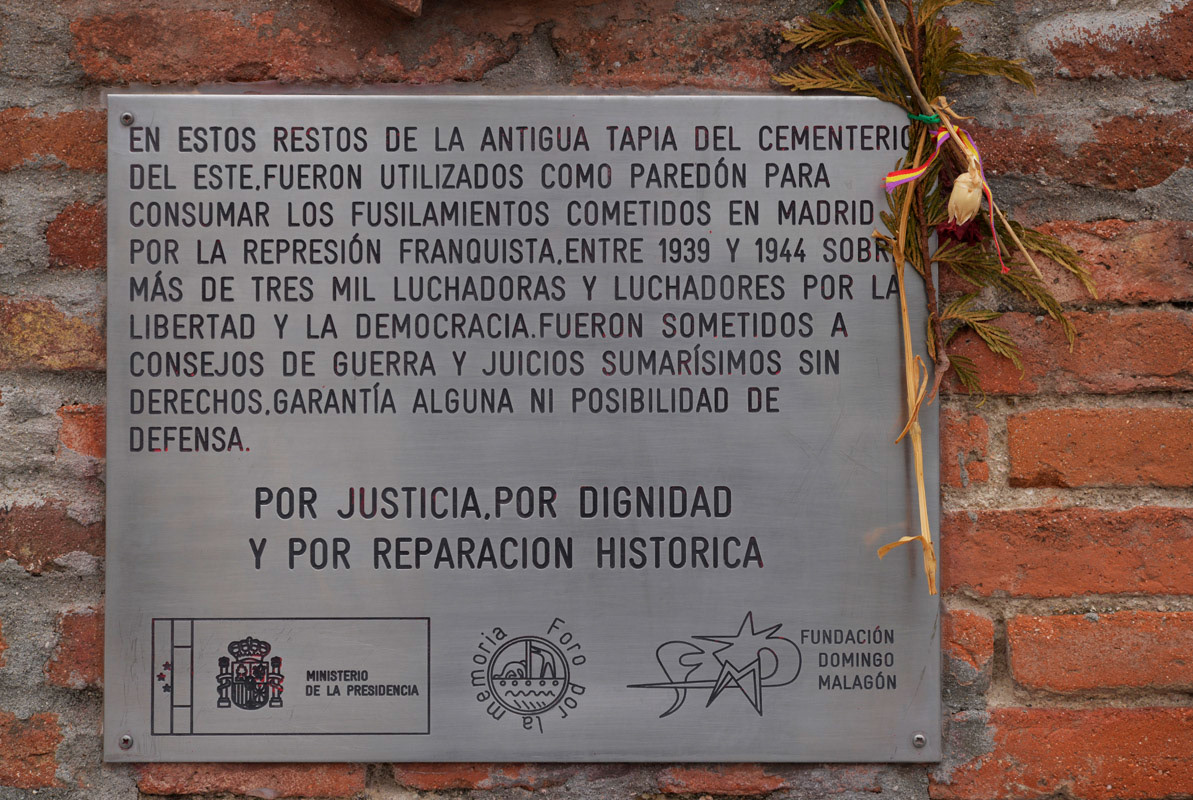 EN ESTOS RESTOS DE LA ANTIGUA TAPIA DEL CEMENTERIO
DEL ESTE,FUERON UTILIZADOS COMO PAREDÓN PARA
CONSUMAR LOS FUSILAMIENTOS COMETIDOS EN MADRID
POR LA REPRESIÓN FRANQUISTA,ENTRE 1939 Y 1944 SOBRE
MÁS DE TRES MIL LUCHADORAS Y LUCHADORES POR LA
LIBERTAD Y LA DEMOCRACIA.FUERON SOMETIDOS A
CONSEJOS DE GUERRA Y JUICIOS SUMARÍSIMOS SIN
DERECHOS,GARANTÍA ALGUNA NI POSIBILIDAD DE
DEFENSA.
POR JUSTICIA,POR DIGNIDAD
Y POR REPARACION HISTORICA
MINISTERIO
DE LA PRESIDENCIA
Foro por la memoria
FUNDACIÓN
DOMINGO
MALAGÓN